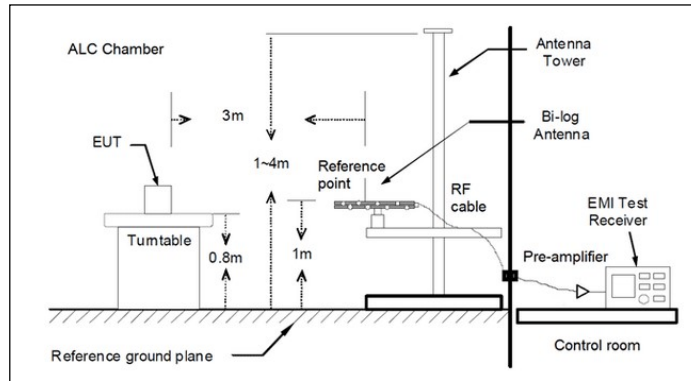 ALC Chamber
Antenna
Tower
3m
Bi-log
Antenna
EUT
1~4m
Reference
point
RF
cable
EMI Test
Receiver
Turntable
0.8m
1m
Pre-amplifier
Reference ground plane
Control room